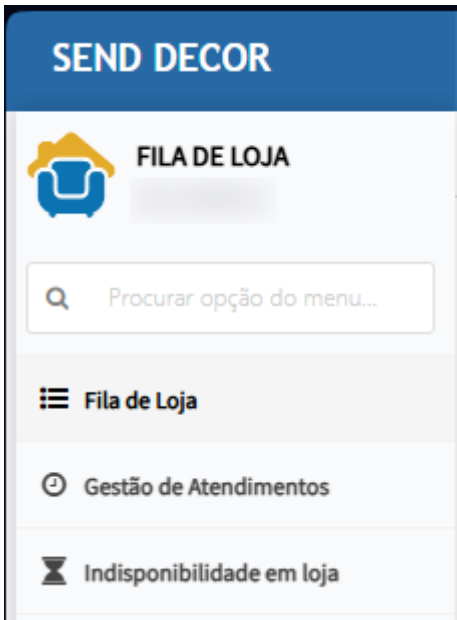 SEND DECOR
FILA DE LOJA
Procurar opção do menu...
Fila de Loja
Gestão de Atendimentos
Indisponibilidade em loja